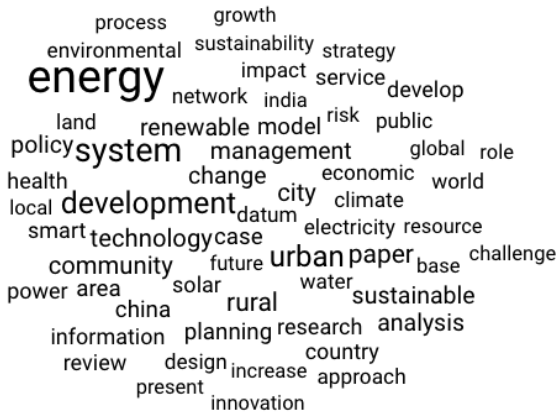 process growth
environmental sustainability strategy
energy impact service develop
network india
land renewable model risk public
policy system management global role
health change economic world
local development datum city climate
smart technology case electricity resource
community future urban paper base challenge
power area solar water sustainable
china rural
information planning research analysis
review design increase country
present approach
innovation